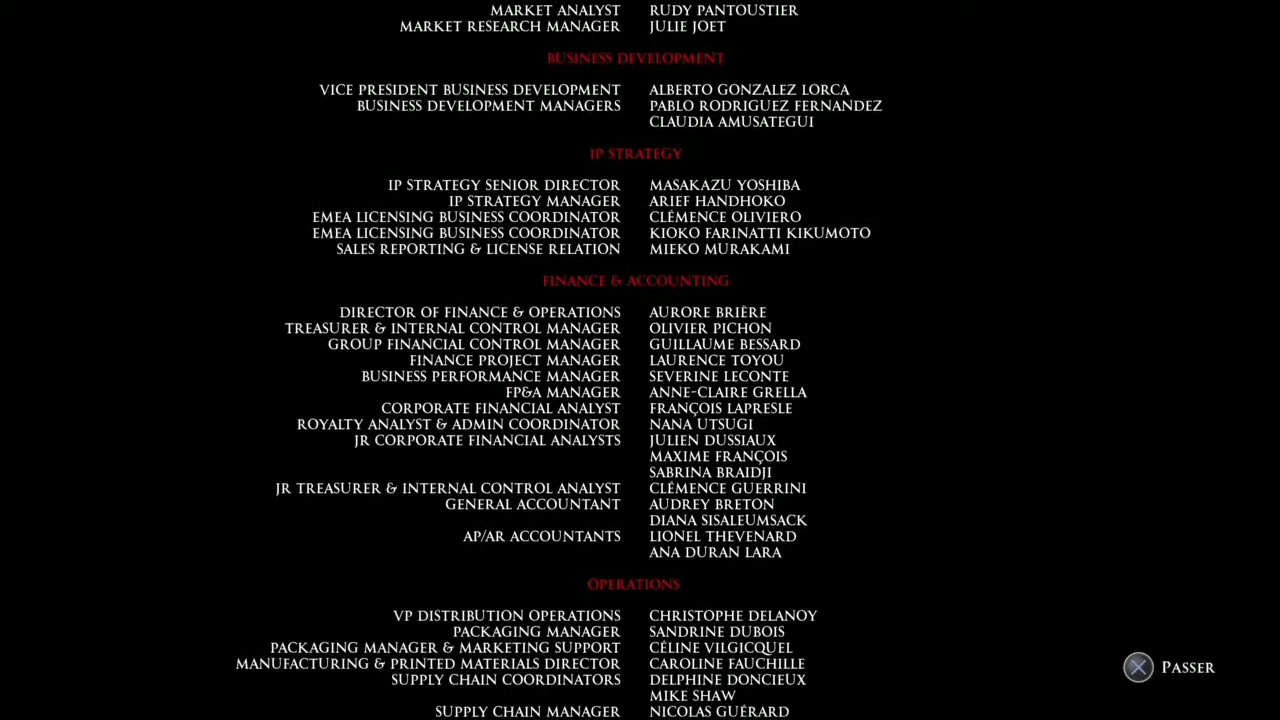 MARKET ANALYST RUDY PANTOUSTIER
MARKET RESEARCH MANAGER JULIE JOET
BUSINESS DEVELOPMENT
VICE PRESIDENT BUSINESS DEVELOPMENT ALBERTO GONZALEZ LORCA
BUSINESS DEVELOPMENT MANAGERS PABLO RODRIGUEZ FERNANDEZ
CLAUDIA AMUSATEGUI
IP STRATEGY
IP STRATEGY SENIOR DIRECTOR MASAKAZU YOSHIBA
IP STRATEGY MANAGER ARIEF HANDHOKO
EMEA LICENSING BUSINESS COORDINATOR CLÉMENCE OLIVIERO
EMEA LICENSING BUSINESS COORDINATOR KIOKO FARINATTI KIKUMOTO
SALES REPORTING & LICENSE RELATION MIEKO MURAKAMI
FINANCE & ACCOUNTING
DIRECTOR OF FINANCE & OPERATIONS AURORE BRIÈRE
TREASURER & INTERNAL CONTROL MANAGER OLIVIER PICHON
GROUP FINANCIAL CONTROL MANAGER GUILLAUME BESSARD
FINANCE PROJECT MANAGER LAURENCE TOYOU
BUSINESS PERFORMANCE MANAGER SEVERINE LECONTE
FP&A MANAGER ANNE-CLAIRE GRELLA
CORPORATE FINANCIAL ANALYST FRANÇOIS LAPRESLE
ROYALTY ANALYST & ADMIN COORDINATOR NANA UTSUGI
JR CORPORATE FINANCIAL ANALYSTS JULIEN DUSSIAUX
MAXIME FRANÇOIS
SABRINA BRAIDJI
JR TREASURER & INTERNAL CONTROL ANALYST CLÉMENCE GUERRINI
GENERAL ACCOUNTANT AUDREY BRETON
DIANA SISALEUMSACK
AP/AR ACCOUNTANTS LIONEL THEVENARD
ANA DURAN LARA
OPERATIONS
VP DISTRIBUTION OPERATIONS CHRISTOPHE DELANOY
PACKAGING MANAGER SANDRINE DUBOIS
PACKAGING MANAGER & MARKETING SUPPORT CÉLINE VILGICQUEL
MANUFACTURING & PRINTED MATERIALS DIRECTOR CAROLINE FAUCHILLE
SUPPLY CHAIN COORDINATORS DELPHINE DONCIEUX
MIKE SHAW
SUPPLY CHAIN MANAGER NICOLAS GUÉRARD
PASSER